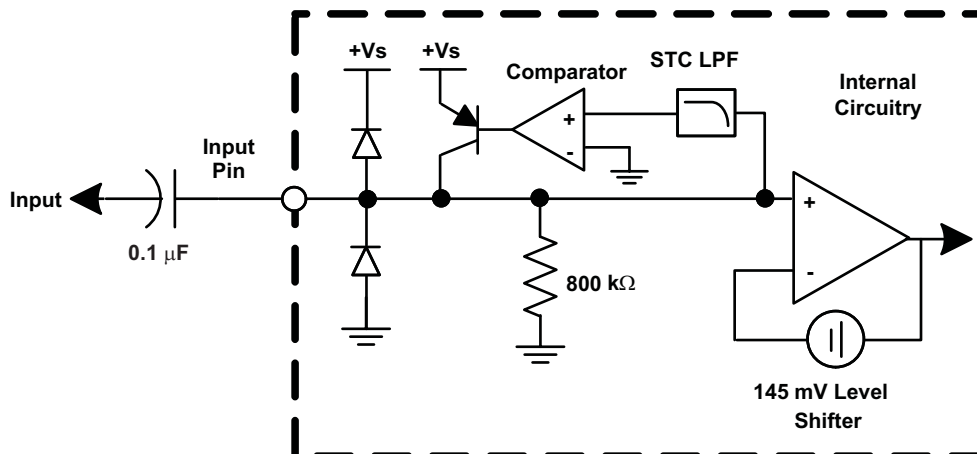 +Vs
+Vs
STC LPF
Comparator
Internal
Circuitry
+
-
Input
Pin
Input
+
0.1 μF
-
800 kΩ
145 mV Level
Shifter